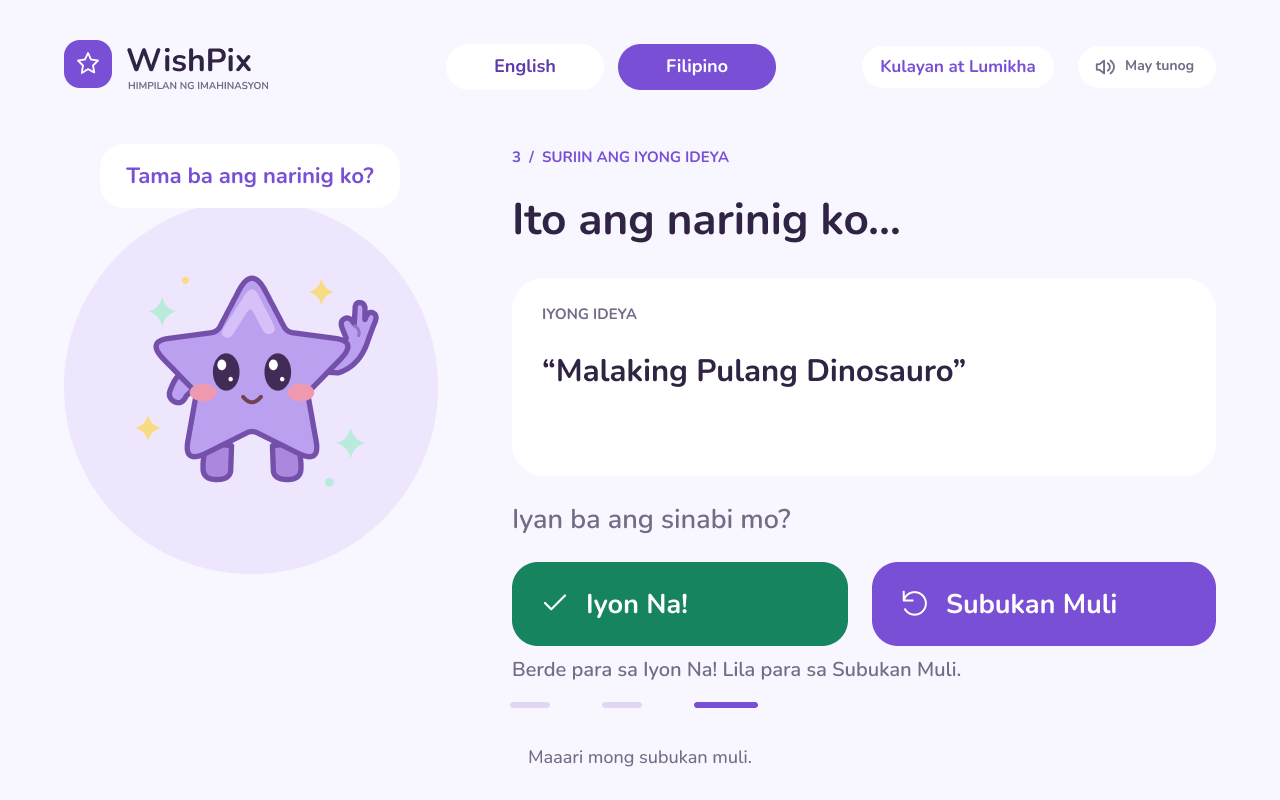 WishPix
HIMPILAN NG IMAHINASYON
English
Filipino
Kulayan at Lumikha
May tunog
Tama ba ang narinig ko?
3 / SURIIN ANG IYONG IDEYA
Ito ang narinig ko...
IYONG IDEYA
“Malaking Pulang Dinosauro”
Iyan ba ang sinabi mo?
Iyon Na!
Subukan Muli
Berde para sa Iyon Na! Lila para sa Subukan Muli.
Maaari mong subukan muli.